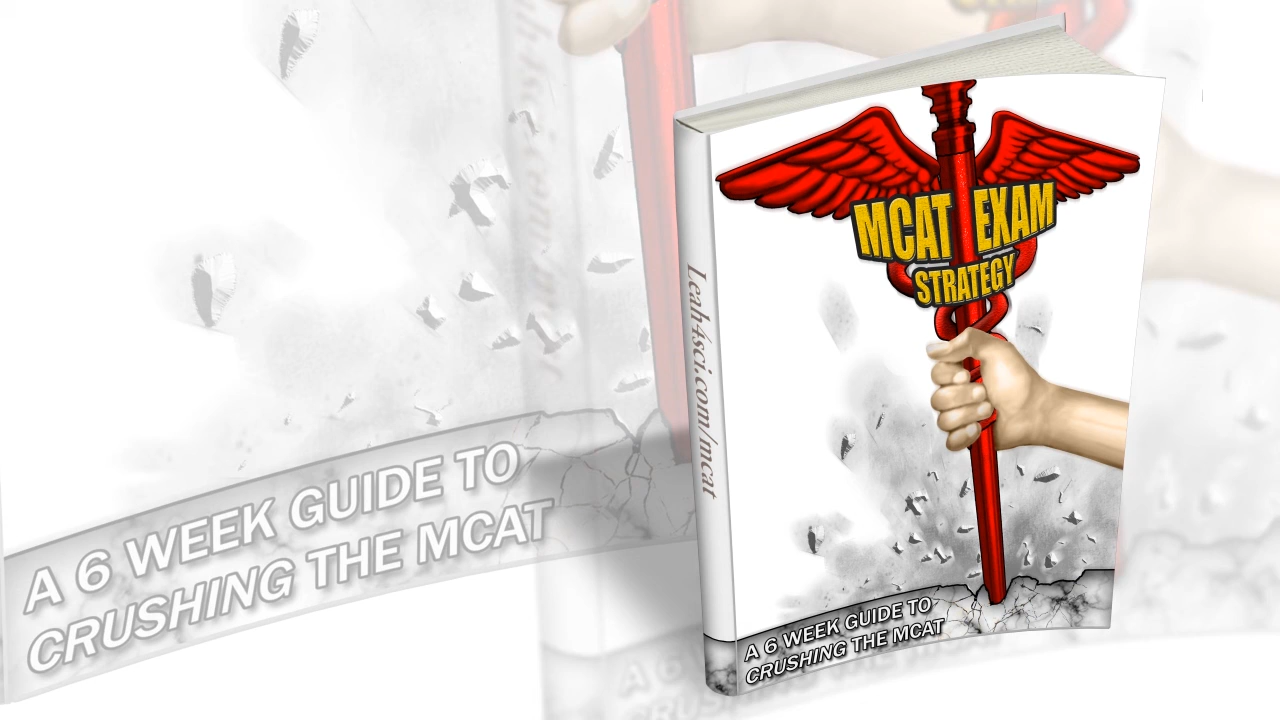 MCAT EXAM
STRATEGY
Leah4sci.com/mcat
A 6 WEEK GUIDE TO
CRUSHING THE MCAT
A 6 WEEK GUIDE TO
CRUSHING THE MCAT